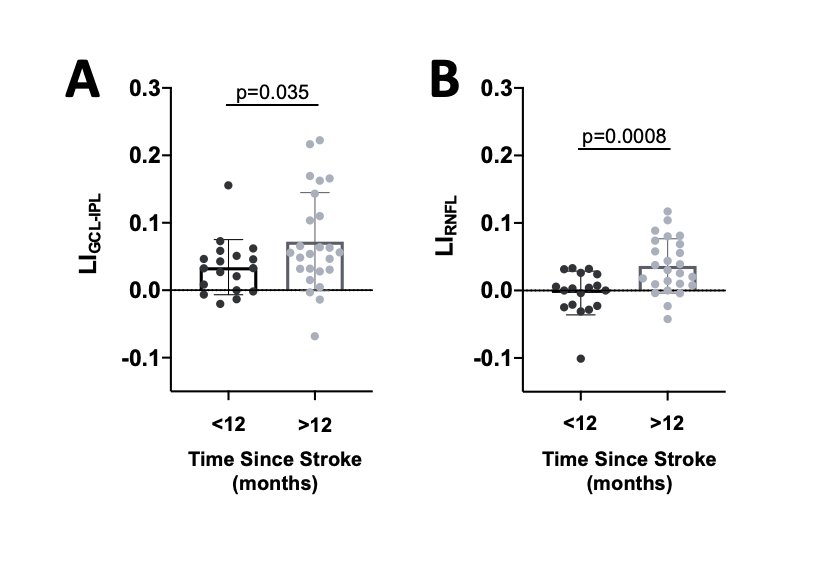 A
0.3
p=0.035
0.2
0.1
0.0
-0.1
LIGCL-IPL
<12
>12
Time Since Stroke
(months)
B
0.3
p=0.0008
0.2
0.1
0.0
-0.1
LIRNFL
<12
>12
Time Since Stroke
(months)